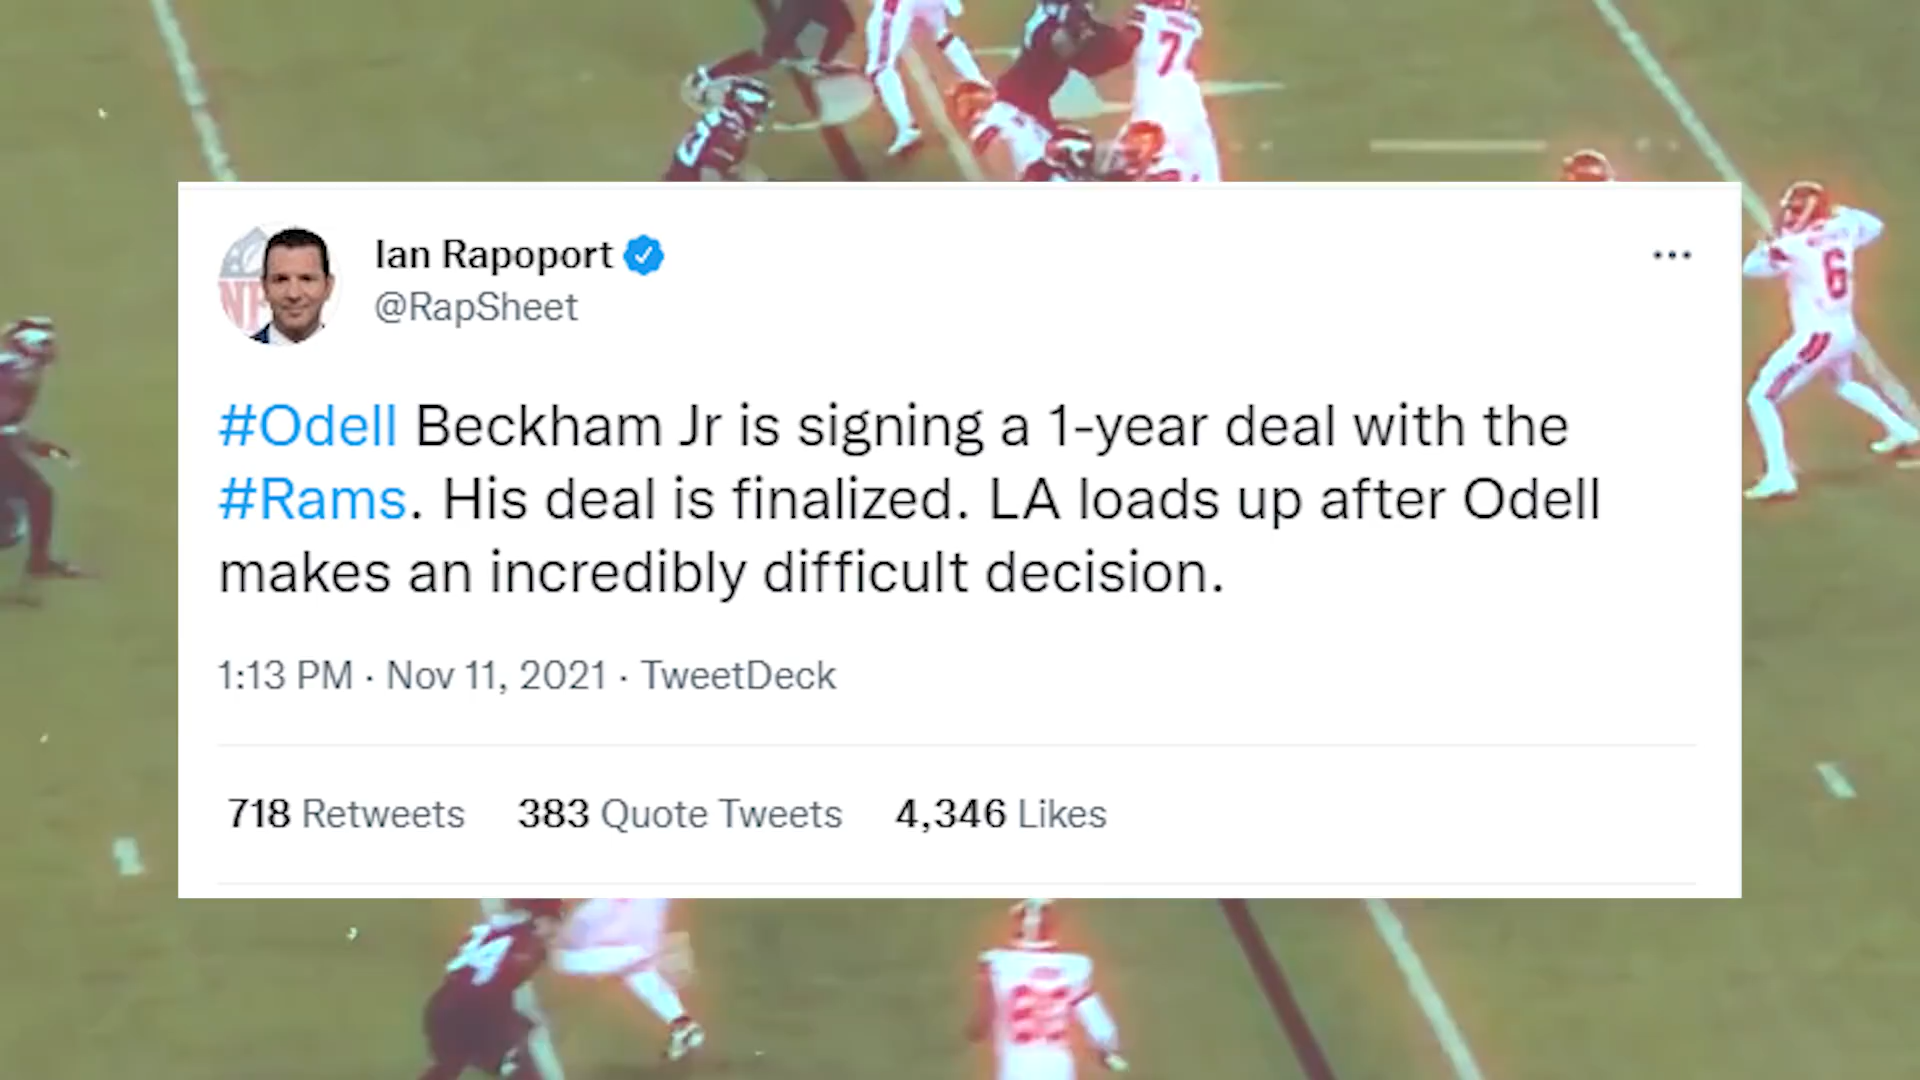 Ian Rapoport
@RapSheet
#Odell Beckham Jr is signing a 1-year deal with the
#Rams. His deal is finalized. LA loads up after Odell
makes an incredibly difficult decision.
1:13 PM · Nov 11, 2021 · TweetDeck
718 Retweets 383 Quote Tweets 4,346 Likes
7
6